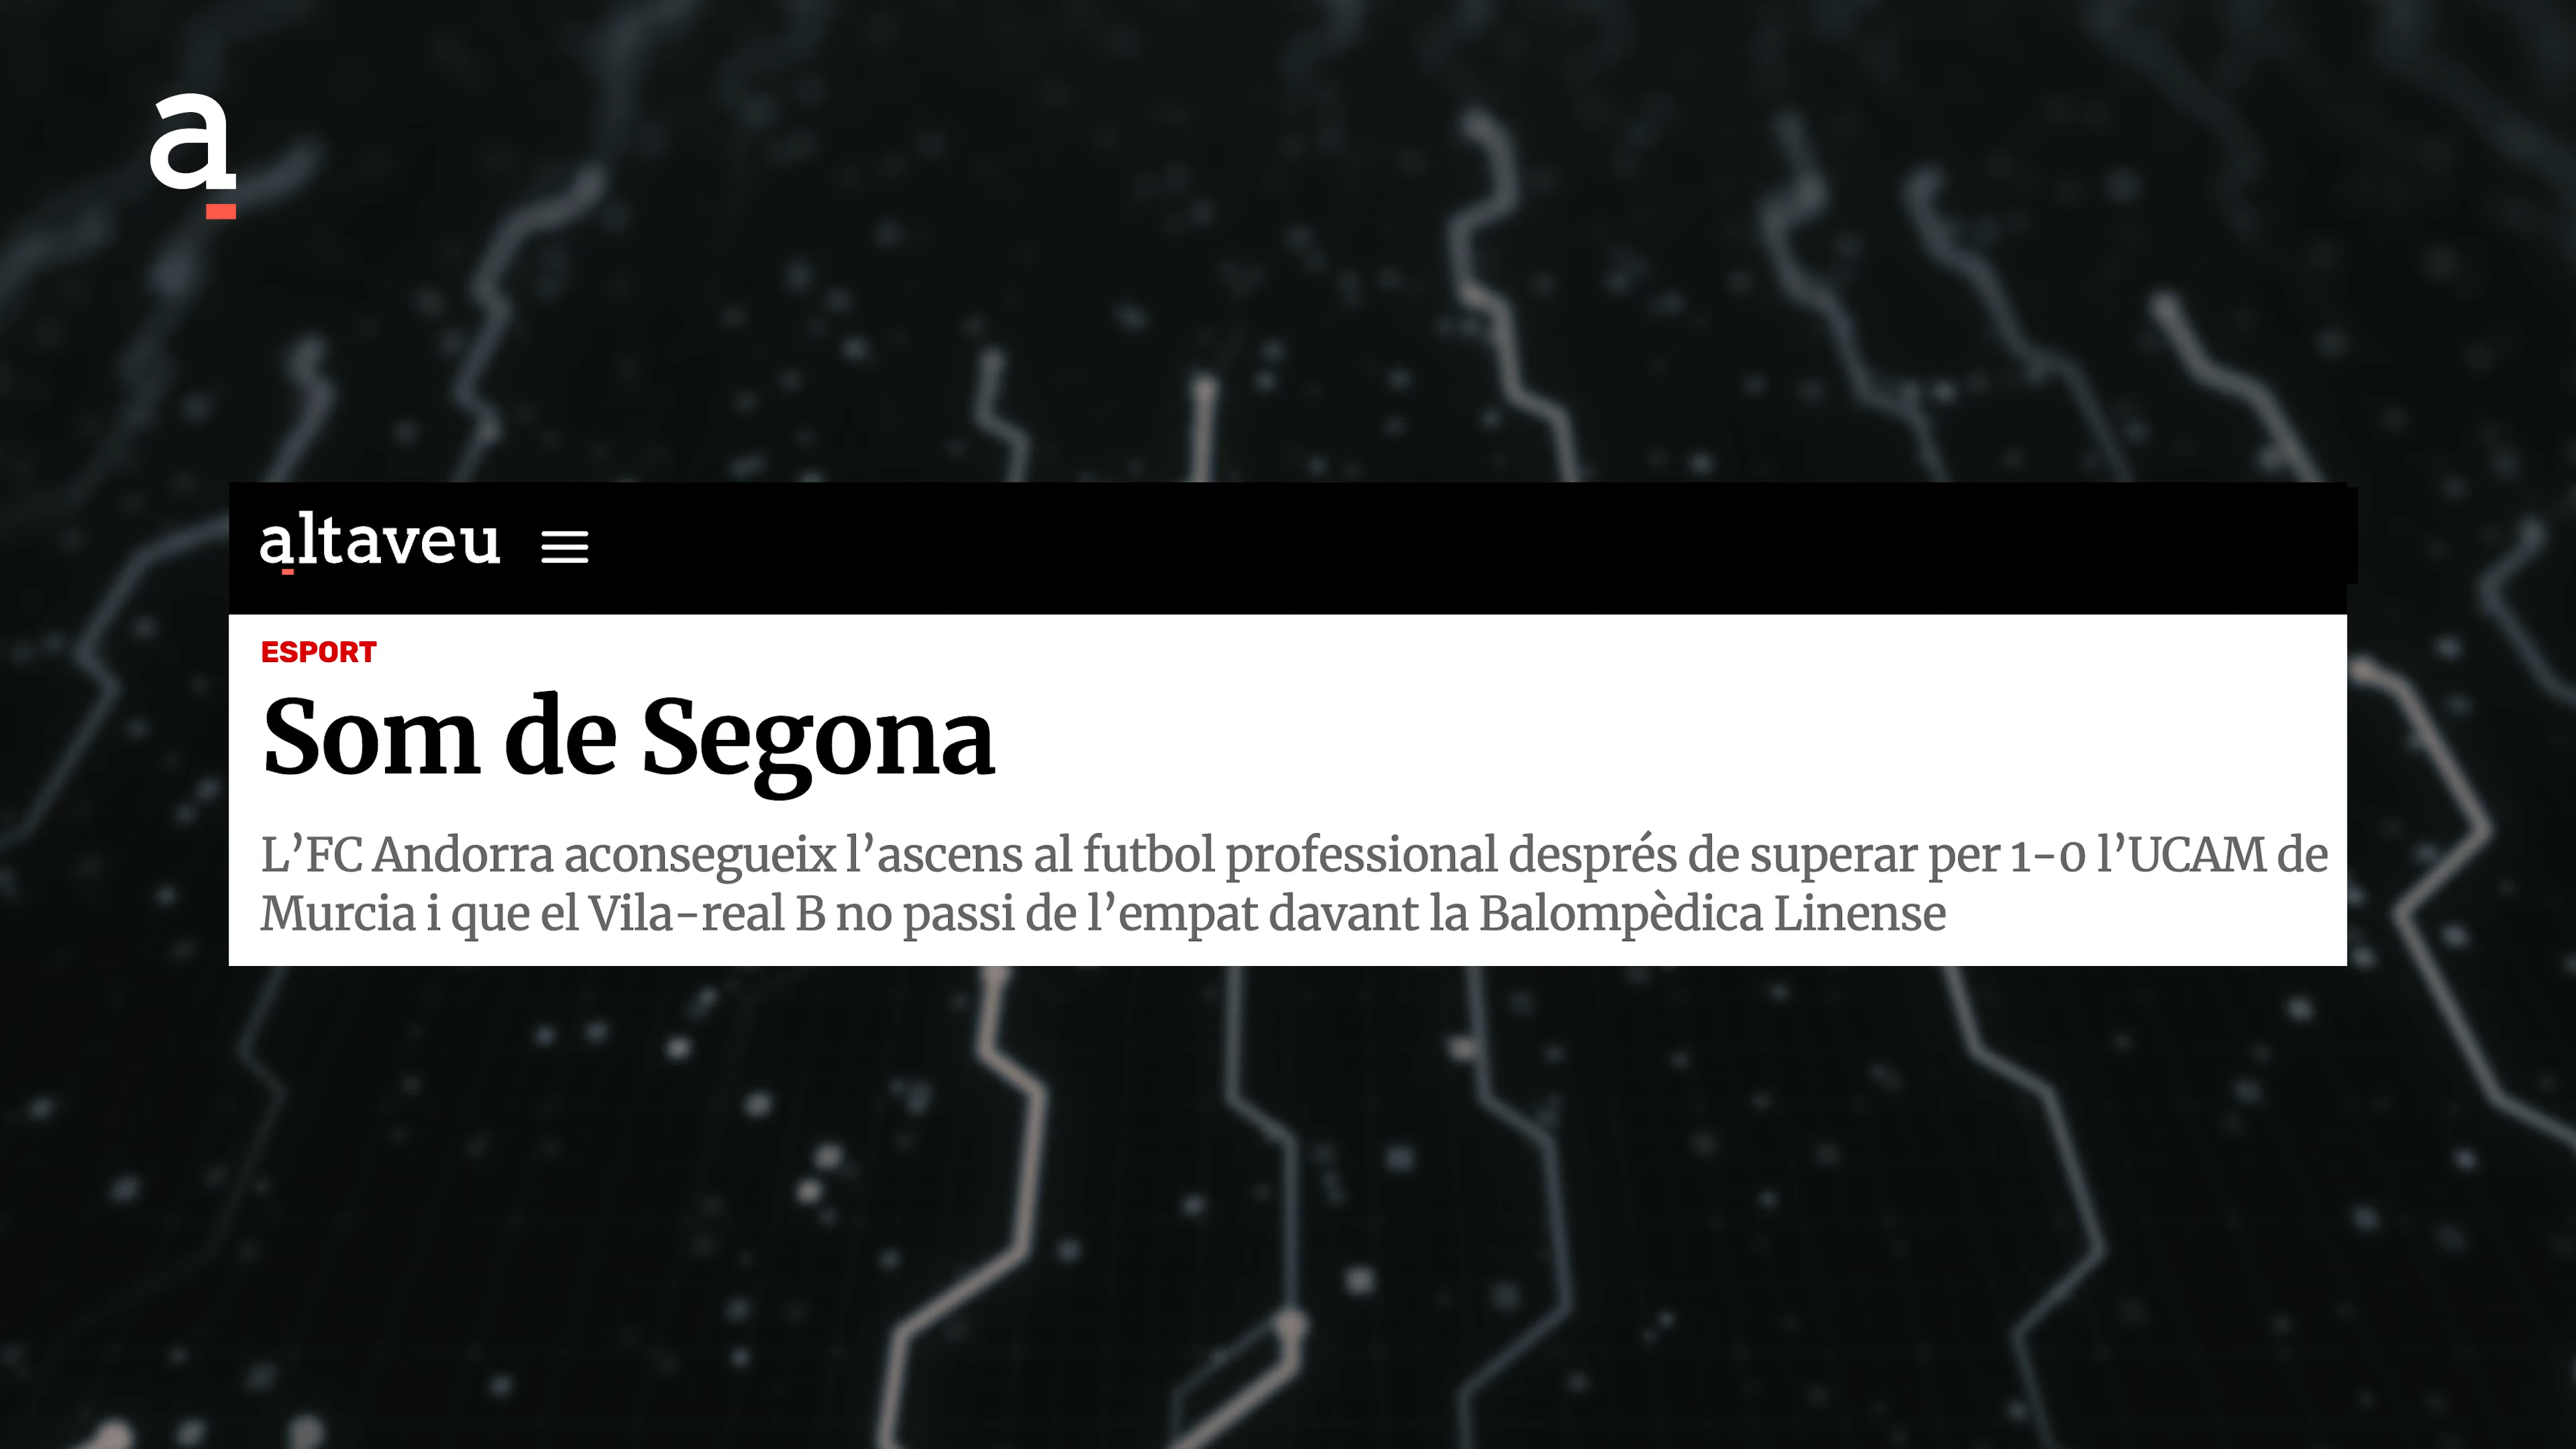 a
altaveu
ESPORT
Som de Segona
L’FC Andorra aconsegueix l’ascens al futbol professional després de superar per 1-0 l’UCAM de
Murcia i que el Vila-real B no passi de l’empat davant la Balompèdica Linense